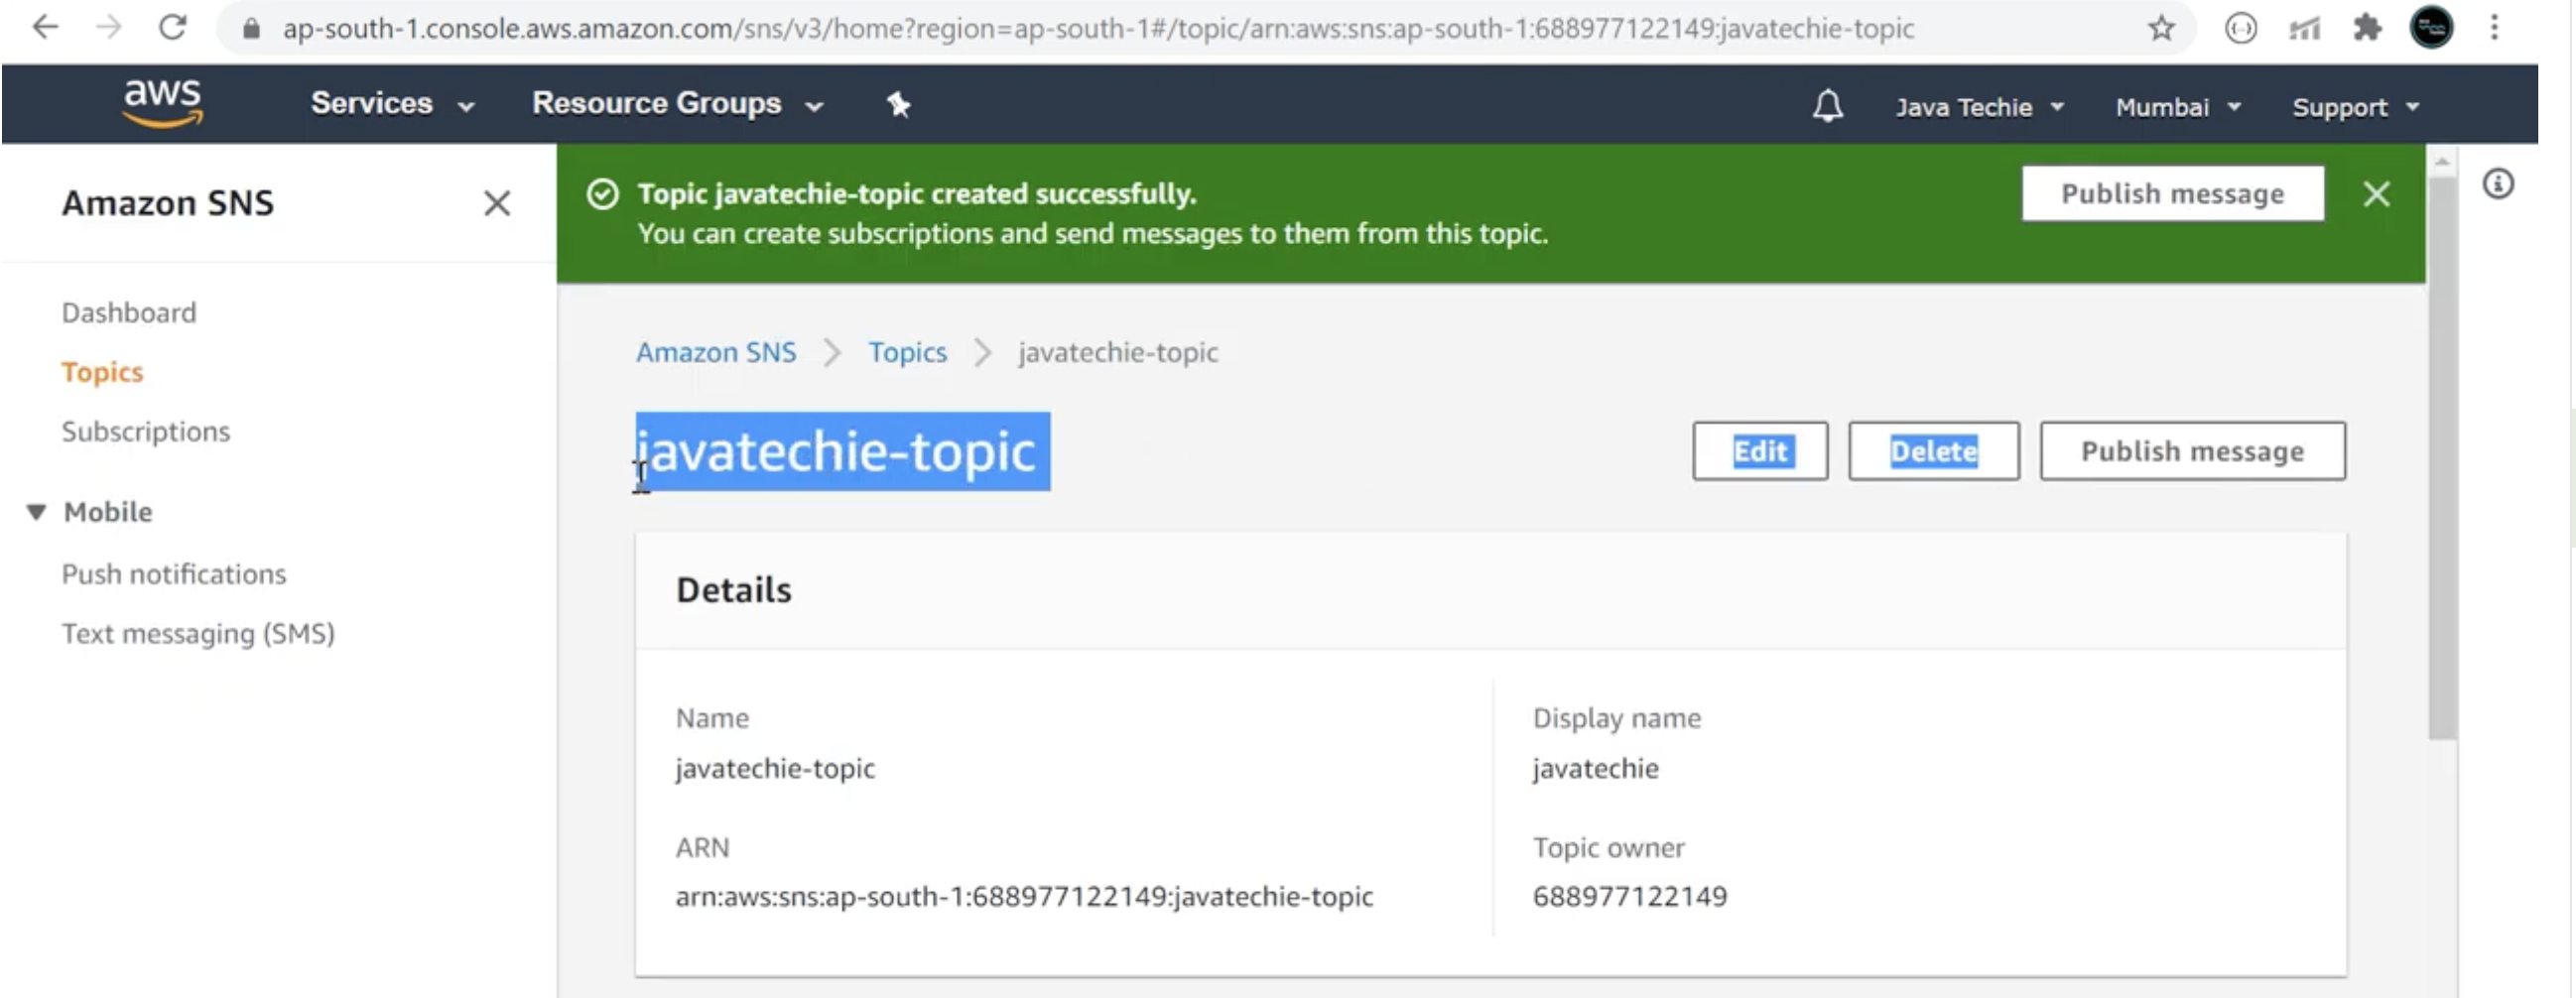 ap-south-1.console.aws.amazon.com/sns/v3/home?region=ap-south-1#/topic/arn:aws:sns:ap-south-1:688977122149:javatechie-topic
aws Services Resource Groups Java Techie Mumbai Support
Amazon SNS
Dashboard
Topics
Subscriptions
Mobile
Push notifications
Text messaging (SMS)
Topic javatechie-topic created successfully.
You can create subscriptions and send messages to them from this topic.
Publish message
Amazon SNS Topics javatechie-topic
javatechie-topic
Edit Delete Publish message
Details
Name
javatechie-topic
ARN
arn:aws:sns:ap-south-1:688977122149:javatechie-topic
Display name
javatechie
Topic owner
688977122149